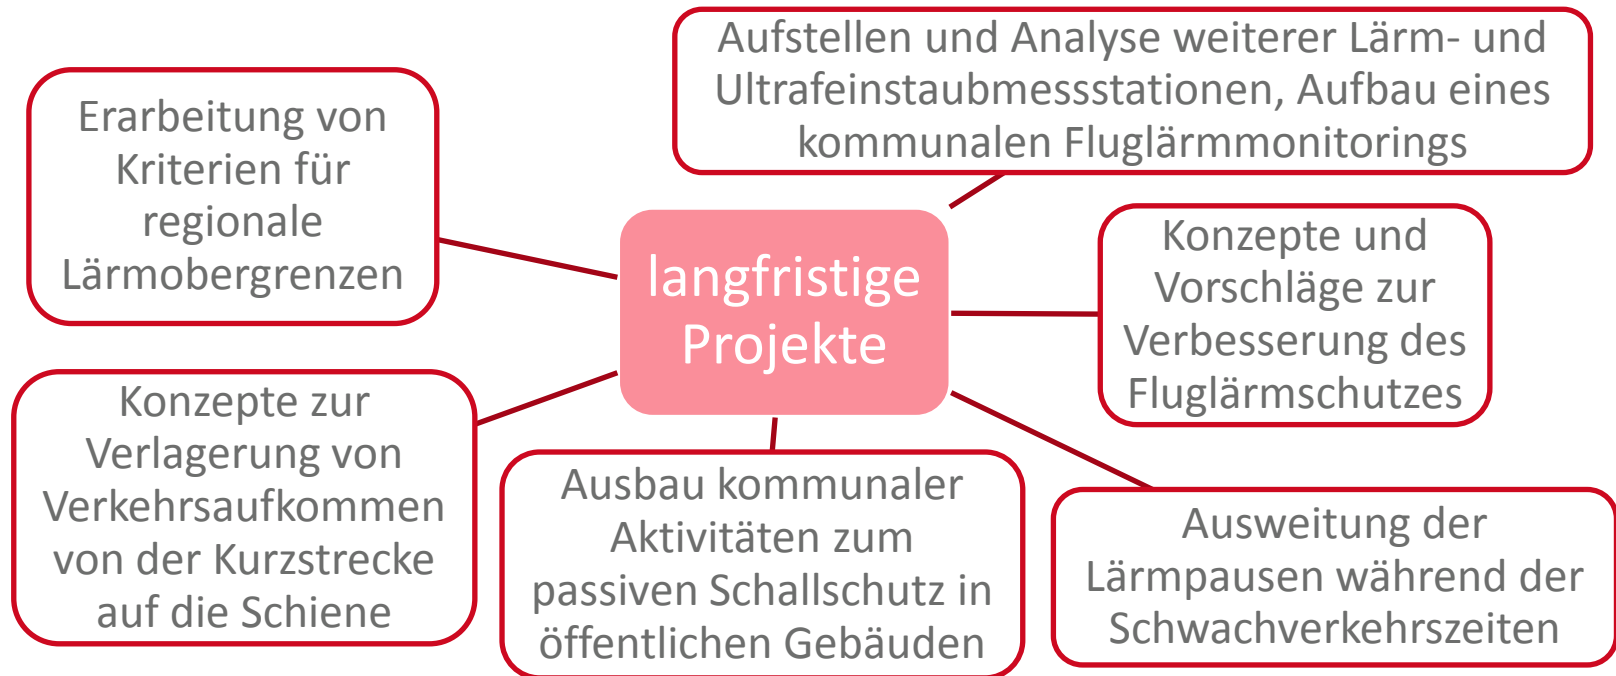 Aufstellen und Analyse weiterer Lärm- und
Ultrafeinstaubmessstationen, Aufbau eines
kommunalen Fluglärmmonitorings
Erarbeitung von
Kriterien für
regionale
Lärmobergrenzen
langfristige
Projekte
Konzepte und
Vorschläge zur
Verbesserung des
Fluglärmschutzes
Konzepte zur
Verlagerung von
Verkehrsaufkommen
von der Kurzstrecke
auf die Schiene
Ausbau kommunaler
Aktivitäten zum
passiven Schallschutz in
öffentlichen Gebäuden
Ausweitung der
Lärmpausen während der
Schwachverkehrszeiten